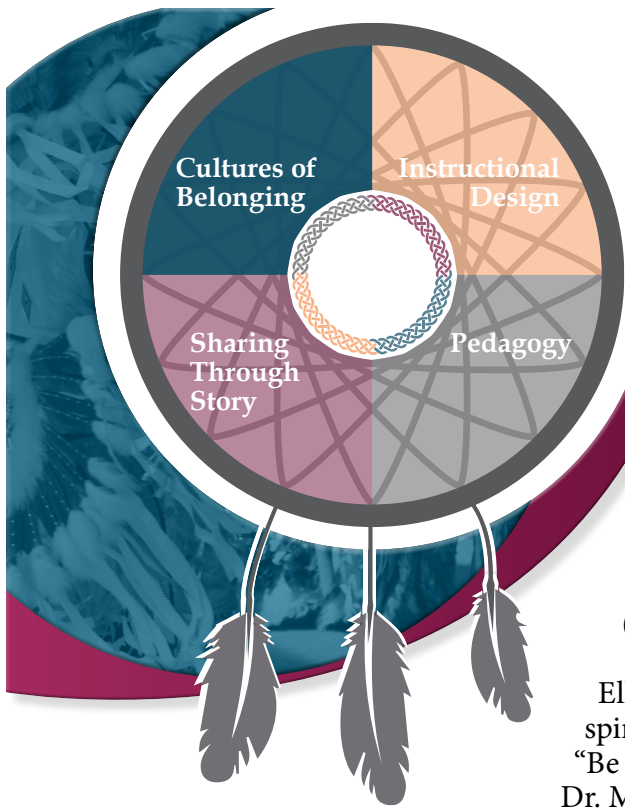 Cultures of
Belonging
Instructional
Design
Sharing
Through
Story
Pedagogy
(
El
spir
“Be
Dr. M